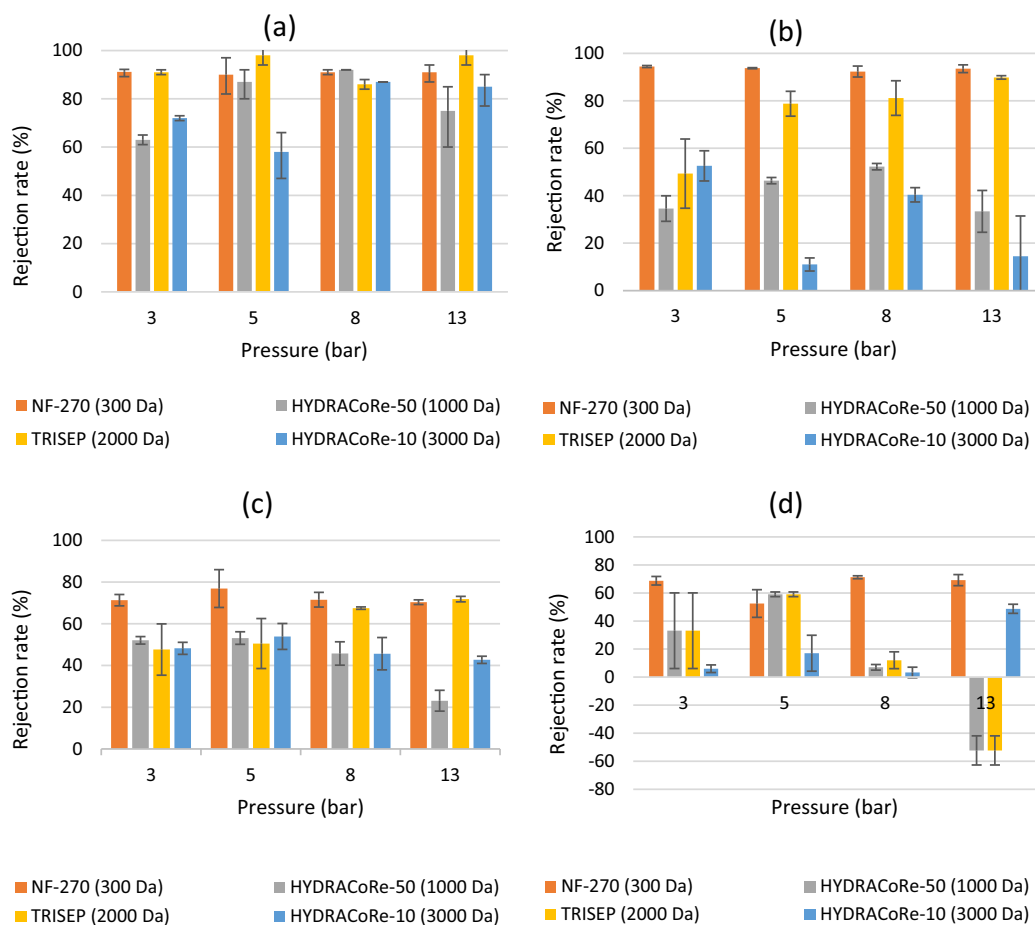 (a)
Rejection rate (%)
100
80
60
40
20
0
3 5 8 13
Pressure (bar)
NF-270 (300 Da) HYDRACoRe-50 (1000 Da)
TRISEP (2000 Da) HYDRACoRe-10 (3000 Da)
(b)
Rejection rate (%)
100
80
60
40
20
0
3 5 8 13
Pressure (bar)
NF-270 (300 Da) HYDRACoRe-50 (1000 Da)
TRISEP (2000 Da) HYDRACoRe-10 (3000 Da)
(c)
Rejection rate (%)
100
80
60
40
20
0
3 5 8 13
Pressure (bar)
NF-270 (300 Da) HYDRACoRe-50 (1000 Da)
TRISEP (2000 Da) HYDRACoRe-10 (3000 Da)
(d)
Rejection rate (%)
100
80
60
40
20
0
-20
-40
-60
-80
3 5 8 13
Pressure (bar)
NF-270 (300 Da) HYDRACoRe-50 (1000 Da)
TRISEP (2000 Da) HYDRACoRe-10 (3000 Da)